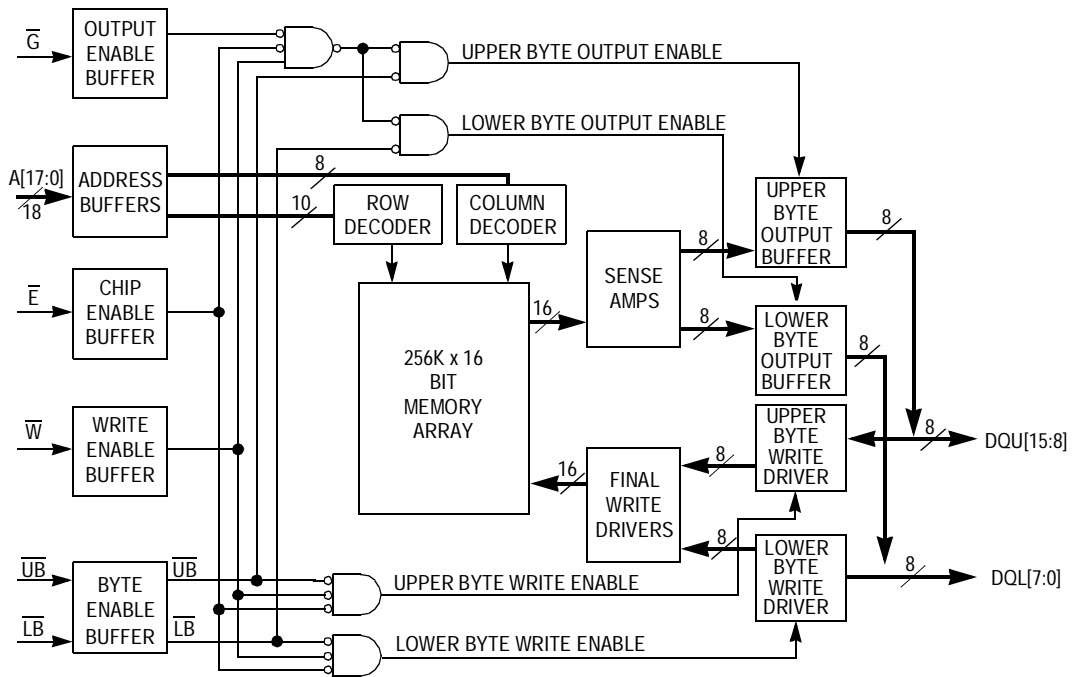 G
OUTPUT
ENABLE
BUFFER
UPPER BYTE OUTPUT ENABLE
LOWER BYTE OUTPUT ENABLE
A[17:0]
18
ADDRESS
BUFFERS
8
10
ROW
DECODER
COLUMN
DECODER
UPPER
BYTE
OUTPUT
BUFFER
8
E
CHIP
ENABLE
BUFFER
256K x 16
BIT
MEMORY
ARRAY
16
SENSE
AMPS
8
8
LOWER
BYTE
OUTPUT
BUFFER
8
W
WRITE
ENABLE
BUFFER
16
FINAL
WRITE
DRIVERS
8
8
UPPER
BYTE
WRITE
DRIVER
8
DQU[15:8]
LOWER
BYTE
WRITE
DRIVER
8
DQL[7:0]
UB
LB
BYTE
ENABLE
BUFFER
UB
LB
UPPER BYTE WRITE ENABLE
LOWER BYTE WRITE ENABLE